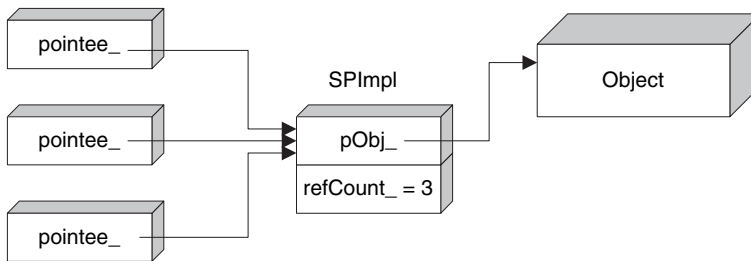 pointee_
SPImpl
Object
pointee_
pObj_
refCount_ = 3
pointee_